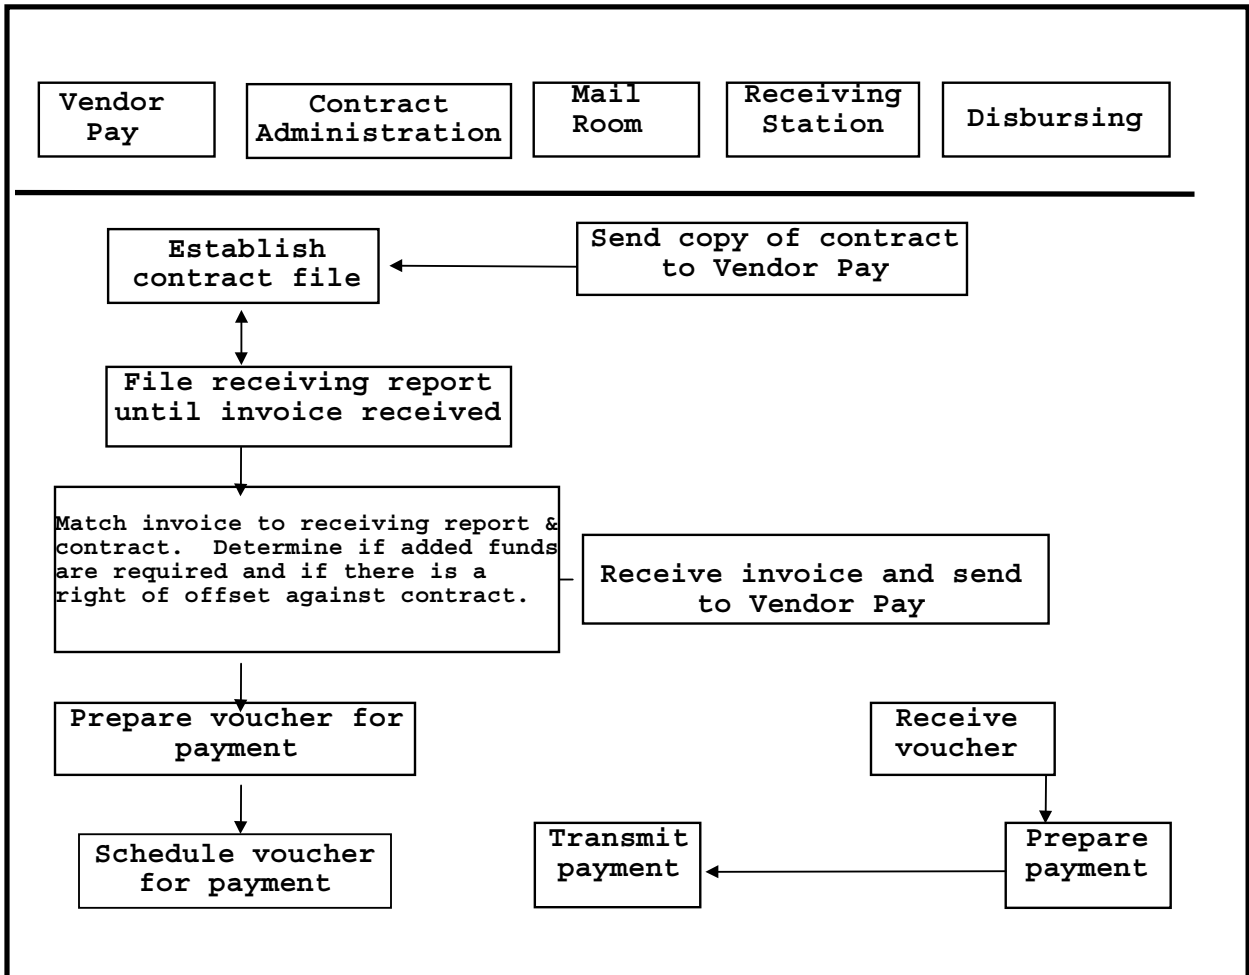 Vendor
Pay
Contract
Administration
Mail
Room
Receiving
Station
Disbursing
Establish
contract file
Send copy of contract
to Vendor Pay
File receiving report
until invoice received
Match invoice to receiving report &
contract.  Determine if added funds
are required and if there is a
right of offset against contract.
Receive invoice and send
to Vendor Pay
Prepare voucher for
payment
Receive
voucher
Schedule voucher
for payment
Transmit
payment
Prepare
payment